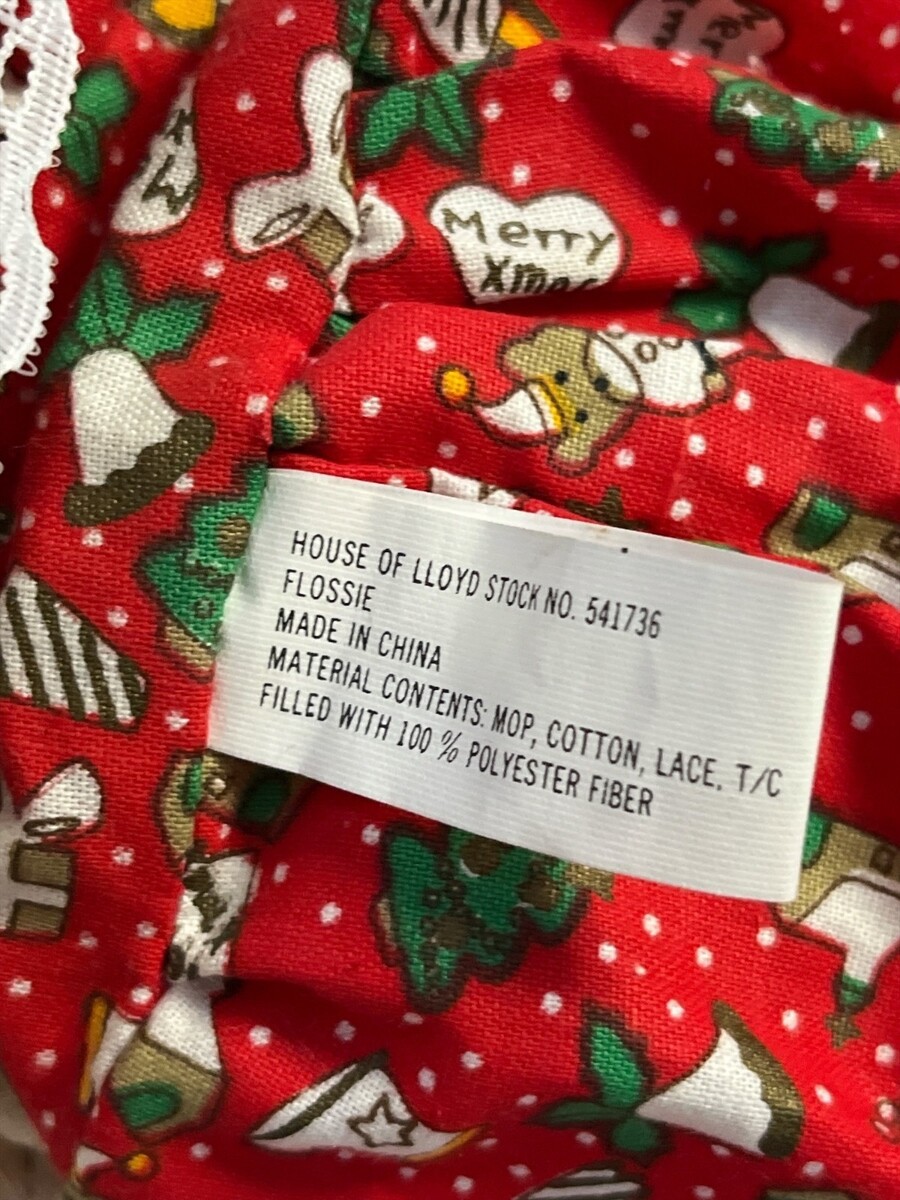 Merry
Xmas
HOUSE OF LLOYD STOCK NO. 541736
FLOSSIE
MADE IN CHINA
MATERIAL CONTENTS: MOP, COTTON, LACE, T/C
FILLED WITH 100 % POLYESTER FIBER